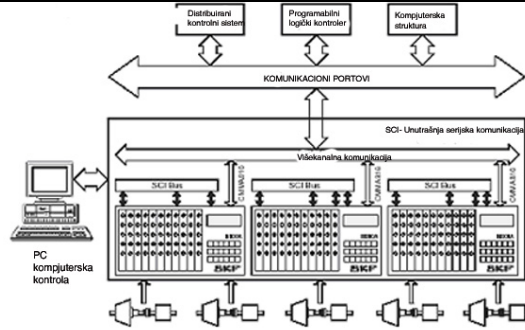 Distribuirani
kontrolni sistem
Programabilni
logički kontroler
Kompjuterska
struktura
KOMUNIKACIONI PORTOVI
SCI- Unutrašnja serijska komunikacija
Višekanalna komunikacija
SCI Bus
SCI Bus
SCI Bus
SKF
SKF
SKF
PC
kompjuterska
kontrola